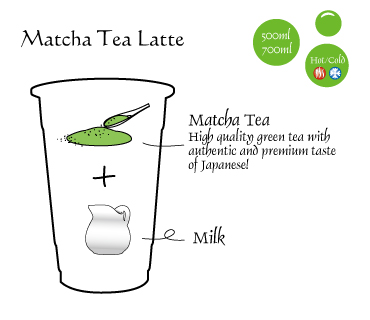 Matcha Tea Latte
500ml
700ml
Hot/Cold
Matcha Tea
High quality green tea with
authentic and premium taste
of Japanese!
+
Milk